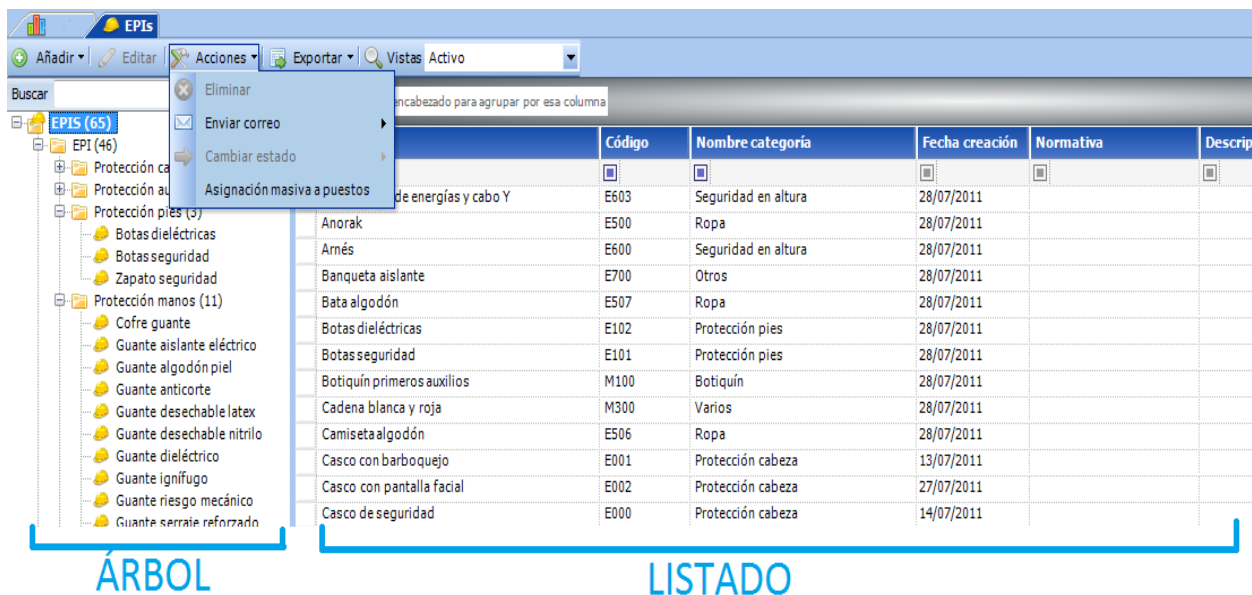 EPIs
Añadir Editar Acciones Exportar Vistas Activo
Buscar
Eliminar
Enviar correo
Cambiar estado
Asignación masiva a puestos
encabezado para agrupar por esa columna
EPIS (65)
EPI (46)
Protección ca
Protección au
Protección pies (3)
Botas dieléctricas
Botas seguridad
Zapato seguridad
Protección manos (11)
Cofre guante
Guante aislante eléctrico
Guante algodón piel
Guante anticorte
Guante desechable latex
Guante desechable nitrilo
Guante dieléctrico
Guante ignífugo
Guante riesgo mecánico
Guante serraje reforzado
Código Nombre categoría Fecha creación Normativa Descrip
de energías y cabo Y E603 Seguridad en altura 28/07/2011
Anorak E500 Ropa 28/07/2011
Arnés E600 Seguridad en altura 28/07/2011
Banqueta aislante E700 Otros 28/07/2011
Bata algodón E507 Ropa 28/07/2011
Botas dieléctricas E102 Protección pies 28/07/2011
Botas seguridad E101 Protección pies 28/07/2011
Botiquín primeros auxilios M100 Botiquín 28/07/2011
Cadena blanca y roja M300 Varios 28/07/2011
Camiseta algodón E506 Ropa 28/07/2011
Casco con barboquejo E001 Protección cabeza 13/07/2011
Casco con pantalla facial E002 Protección cabeza 27/07/2011
Casco de seguridad E000 Protección cabeza 14/07/2011
ÁRBOL
LISTADO